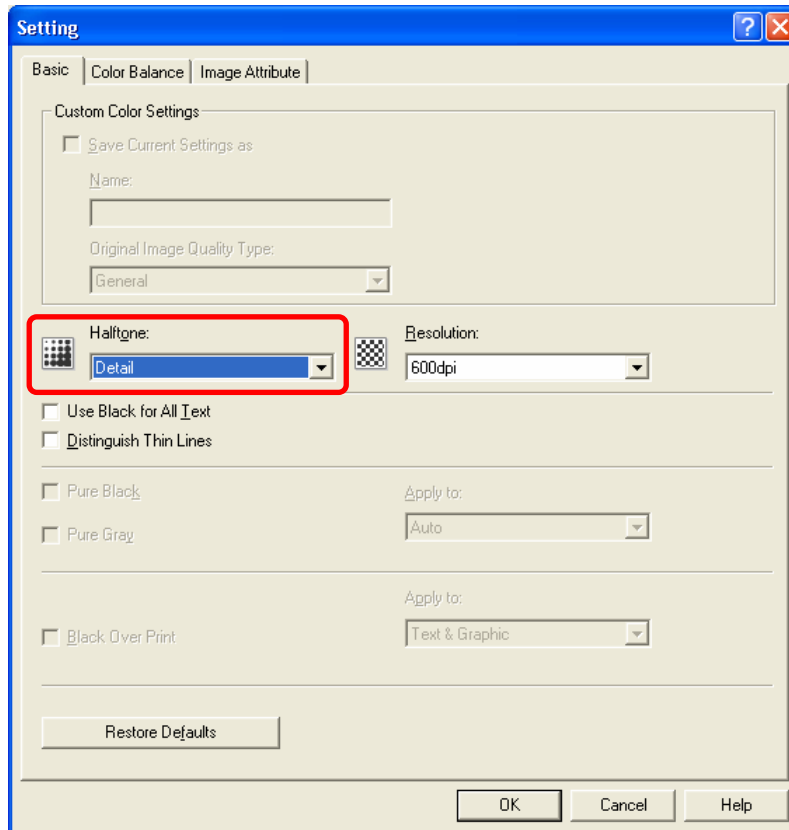 Setting
Basic Color Balance Image Attribute
Custom Color Settings
Save Current Settings as
Name:
Original Image Quality Type:
General
Halftone: Resolution:
Detail 600dpi
Use Black for All Text
Distinguish Thin Lines
Pure Black Apply to:
Pure Gray Auto
Apply to:
Black Over Print Text & Graphic
Restore Defaults
OK Cancel Help